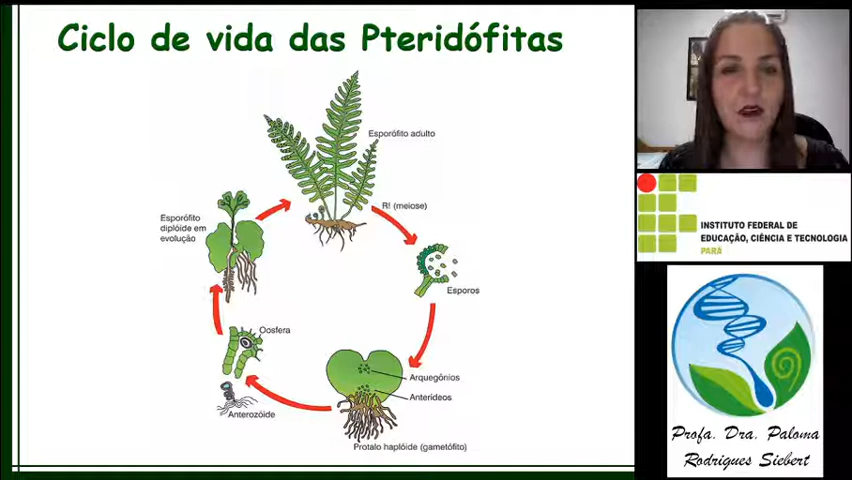 Ciclo de vida das Pteridófitas
Esporófito adulto
R! (meiose)
Esporófito
diplóide em
evolução
Esporos
Oosfera
Arquegónios
Anterídeos
Anterozóide
Protalo haplóide (gametófito)
INSTITUTO FEDERAL DE
EDUCAÇÃO, CIÊNCIA E TECNOLOGIA
PARÁ
Profa. Dra. Paloma
Rodrigues Siebert